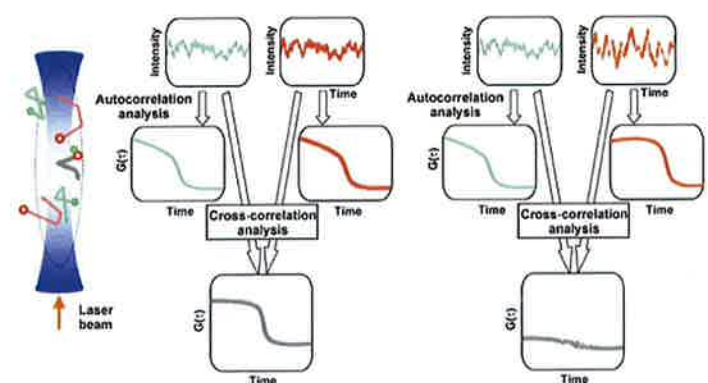 Intensity
Intensity
Time
Autocorrelation
analysis
G(τ)
G(τ)
Time
Time
Cross-correlation
analysis
G(τ)
Time
Laser
beam
Intensity
Intensity
Time
Autocorrelation
analysis
G(τ)
G(τ)
Time
Time
Cross-correlation
analysis
G(τ)
Time